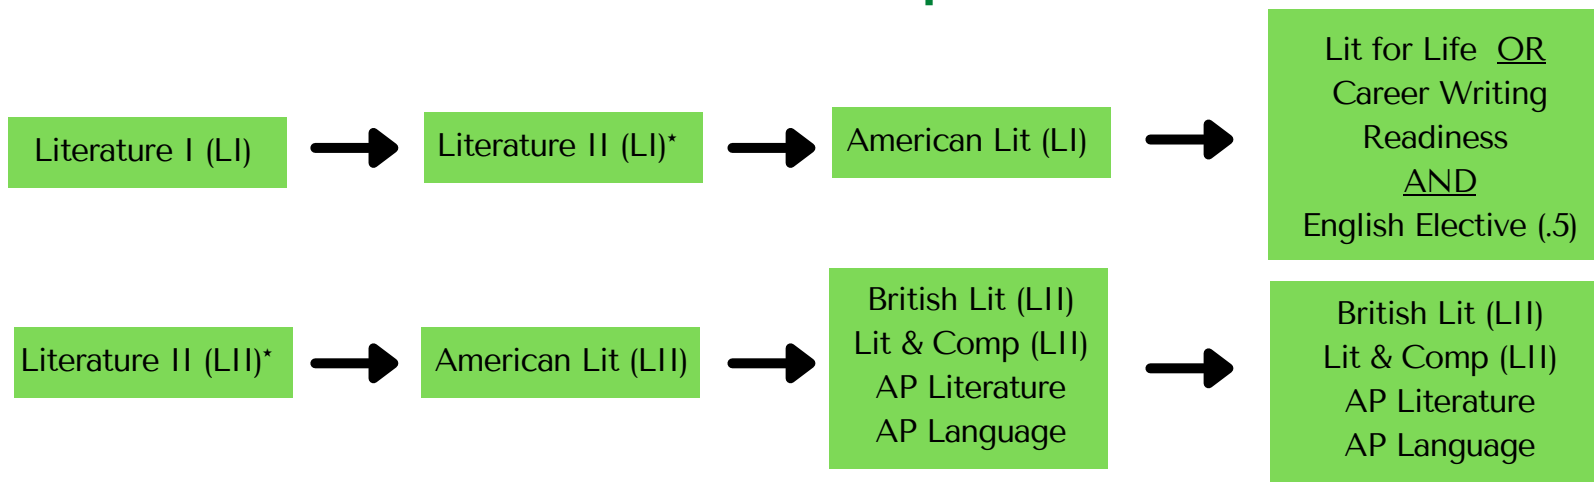 Literature I (LI)
Literature II (LI)*
American Lit (LI)
Lit for Life OR
Career Writing
Readiness
AND
English Elective (.5)
Literature II (LII)*
American Lit (LII)
British Lit (LII)
Lit & Comp (LII)
AP Literature
AP Language
British Lit (LII)
Lit & Comp (LII)
AP Literature
AP Language